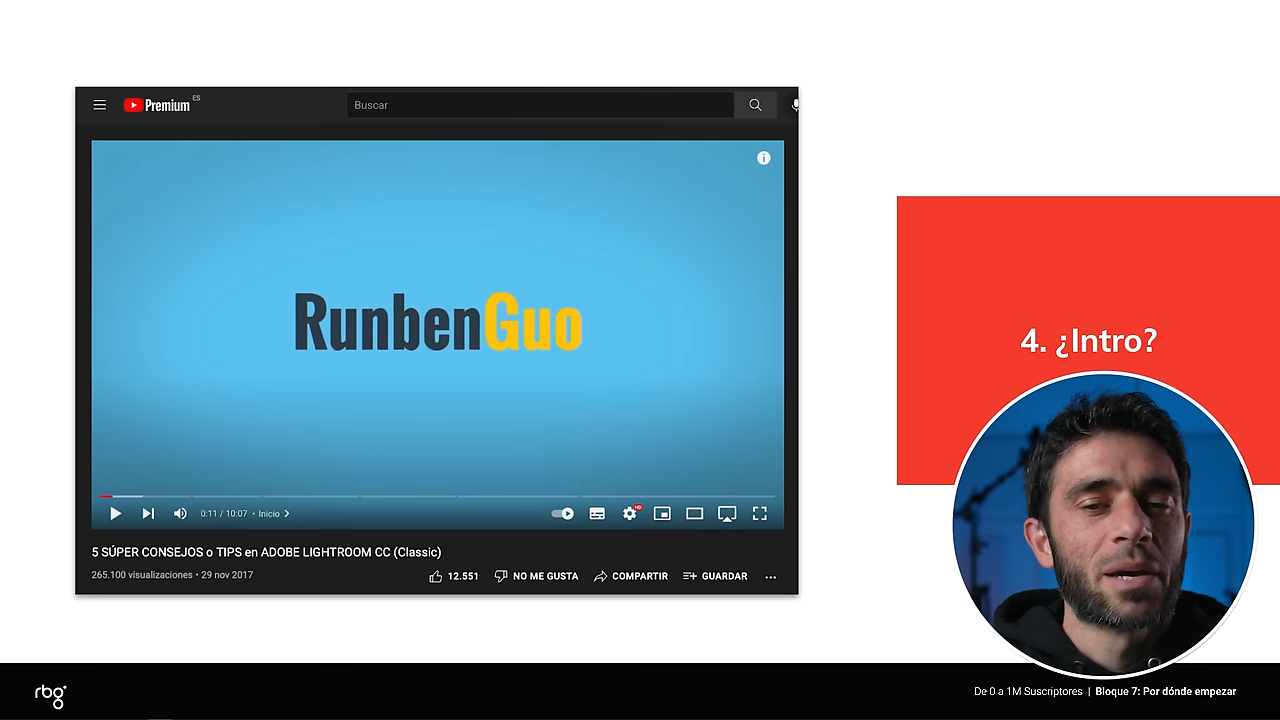 Premium ES
Buscar
RunbenGuo
0:11 / 10:07 • Inicio
HD
5 SÚPER CONSEJOS o TIPS en ADOBE LIGHTROOM CC (Classic)
265.100 visualizaciones • 29 nov 2017
12.551 NO ME GUSTA COMPARTIR GUARDAR
4. ¿Intro?
rbg
De 0 a 1M Suscriptores | Bloque 7: Por dónde empezar